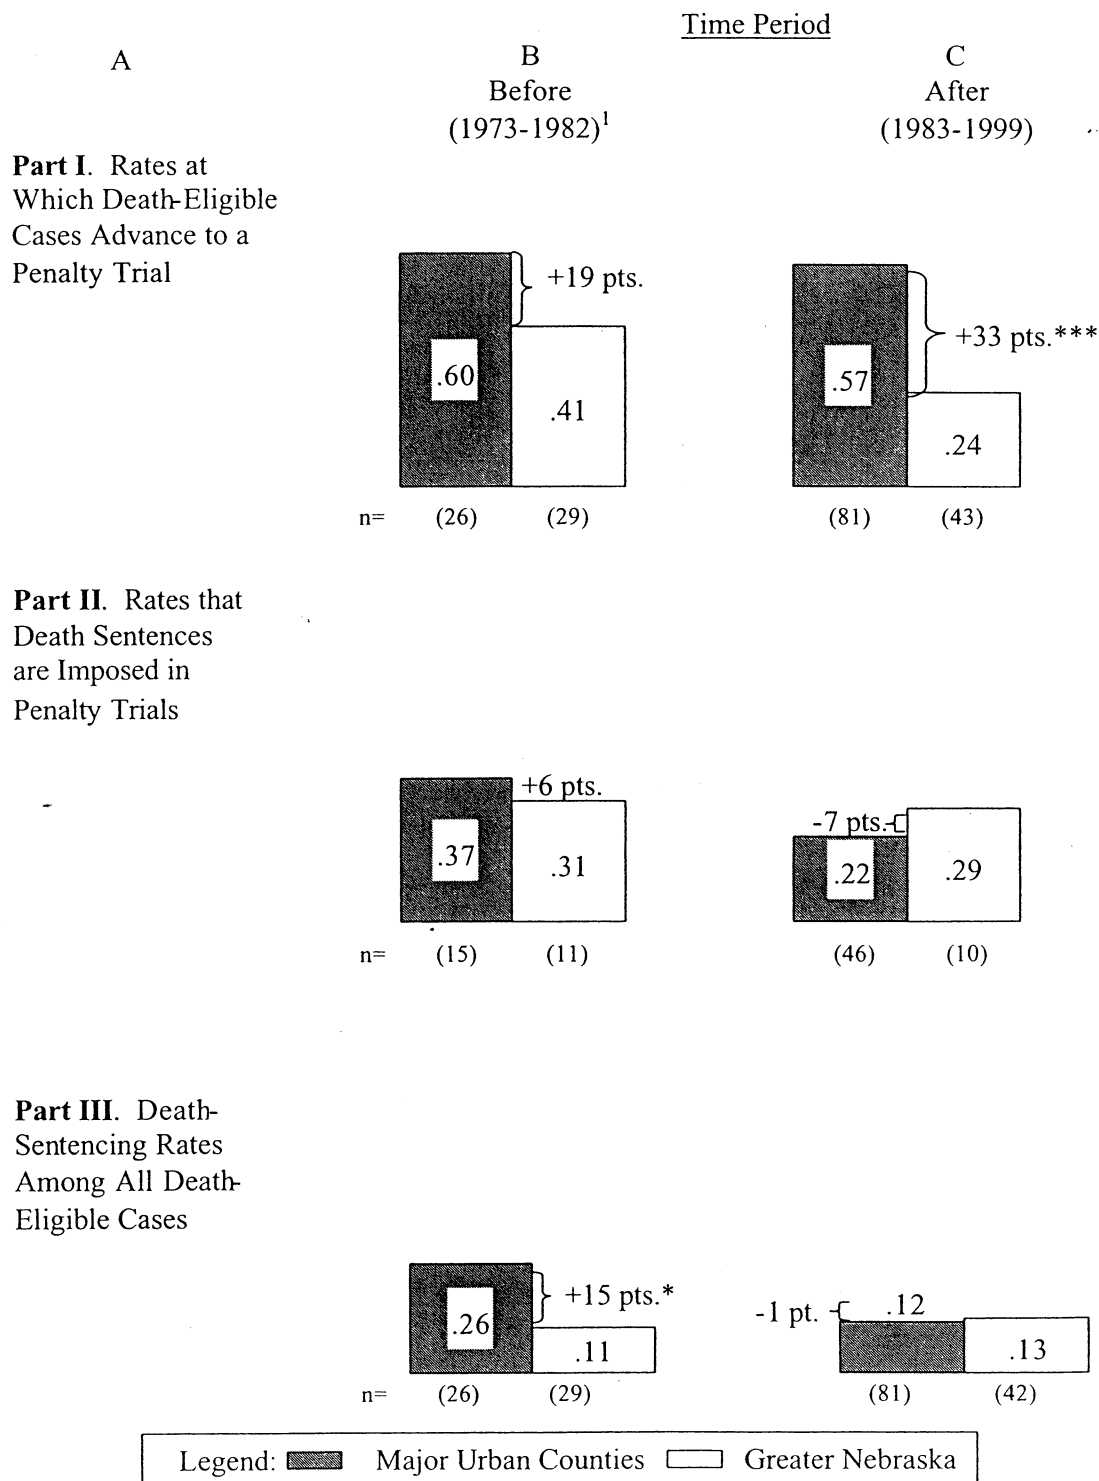 Time Period
A
B
Before
(1973-1982)¹
C
After
(1983-1999)
Part I. Rates at
Which Death-Eligible
Cases Advance to a
Penalty Trial
+19 pts.
.60
.41
+33 pts.***
.57
.24
n= (26) (29) (81) (43)
Part II. Rates that
Death Sentences
are Imposed in
Penalty Trials
+6 pts.
.37
.31
-7 pts.
.22
.29
n= (15) (11) (46) (10)
Part III. Death-
Sentencing Rates
Among All Death-
Eligible Cases
+15 pts.*
.26
.11
-1 pt.
.12
.13
n= (26) (29) (81) (42)
Legend: Major Urban Counties Greater Nebraska